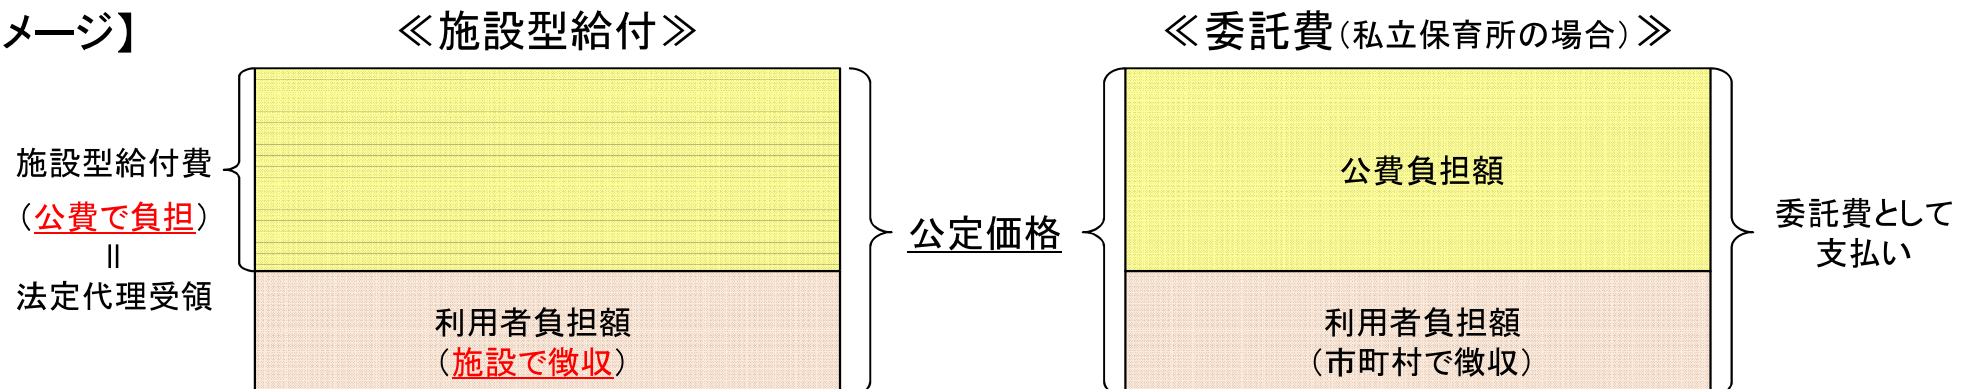 メージ】
≪施設型給付≫
≪委託費(私立保育所の場合)≫
施設型給付費
(公費で負担)
||
法定代理受領
利用者負担額
(施設で徴収)
公定価格
公費負担額
利用者負担額
(市町村で徴収)
委託費として
支払い